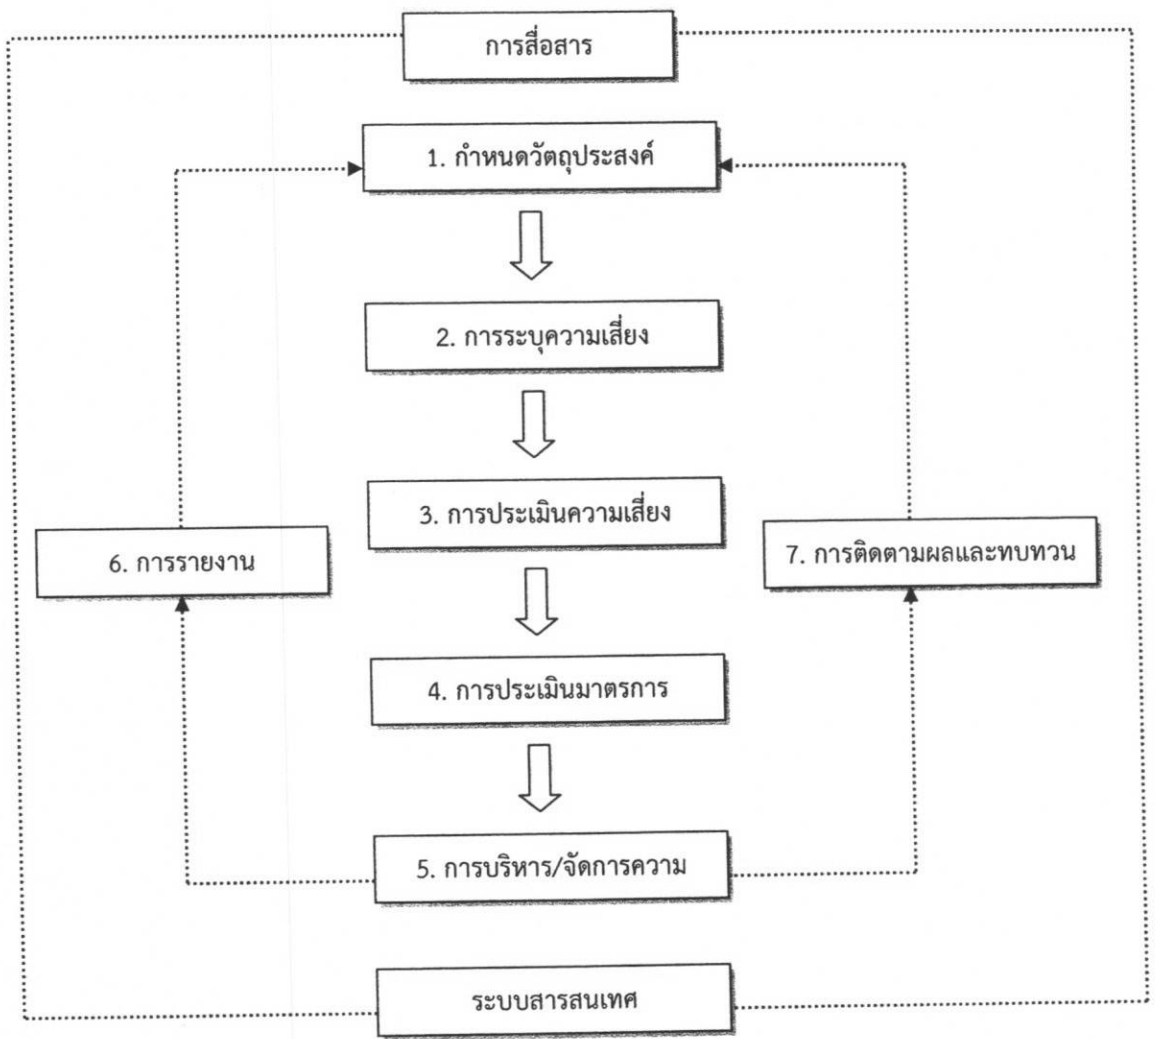 การสื่อสาร
1. กำหนดวัตถุประสงค์
2. การระบุความเสี่ยง
3. การประเมินความเสี่ยง
6. การรายงาน
7. การติดตามผลและทบทวน
4. การประเมินมาตรการ
5. การบริหาร/จัดการความ
ระบบสารสนเทศ